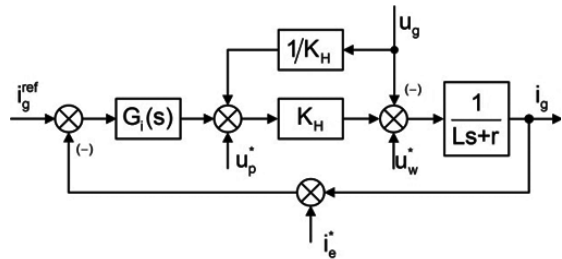 u_g
1/K_H
i_g^ref
(-)
G_i(s)
K_H
(-)
1
Ls+r
i_g
u_p^*
u_w^*
i_e^*